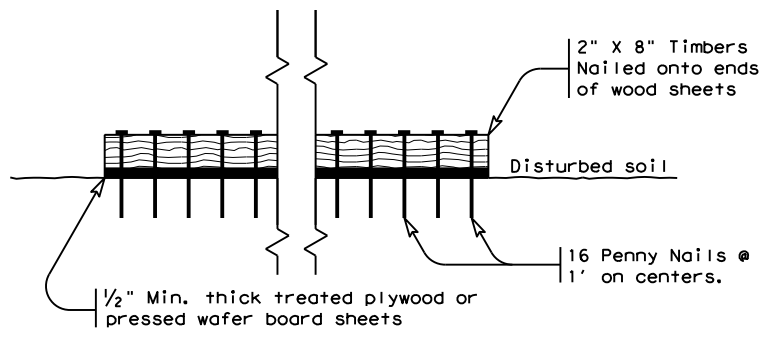 2" X 8" Timbers
Nailed onto ends
of wood sheets
Disturbed soil
16 Penny Nails @
1' on centers.
½" Min. thick treated plywood or
pressed wafer board sheets